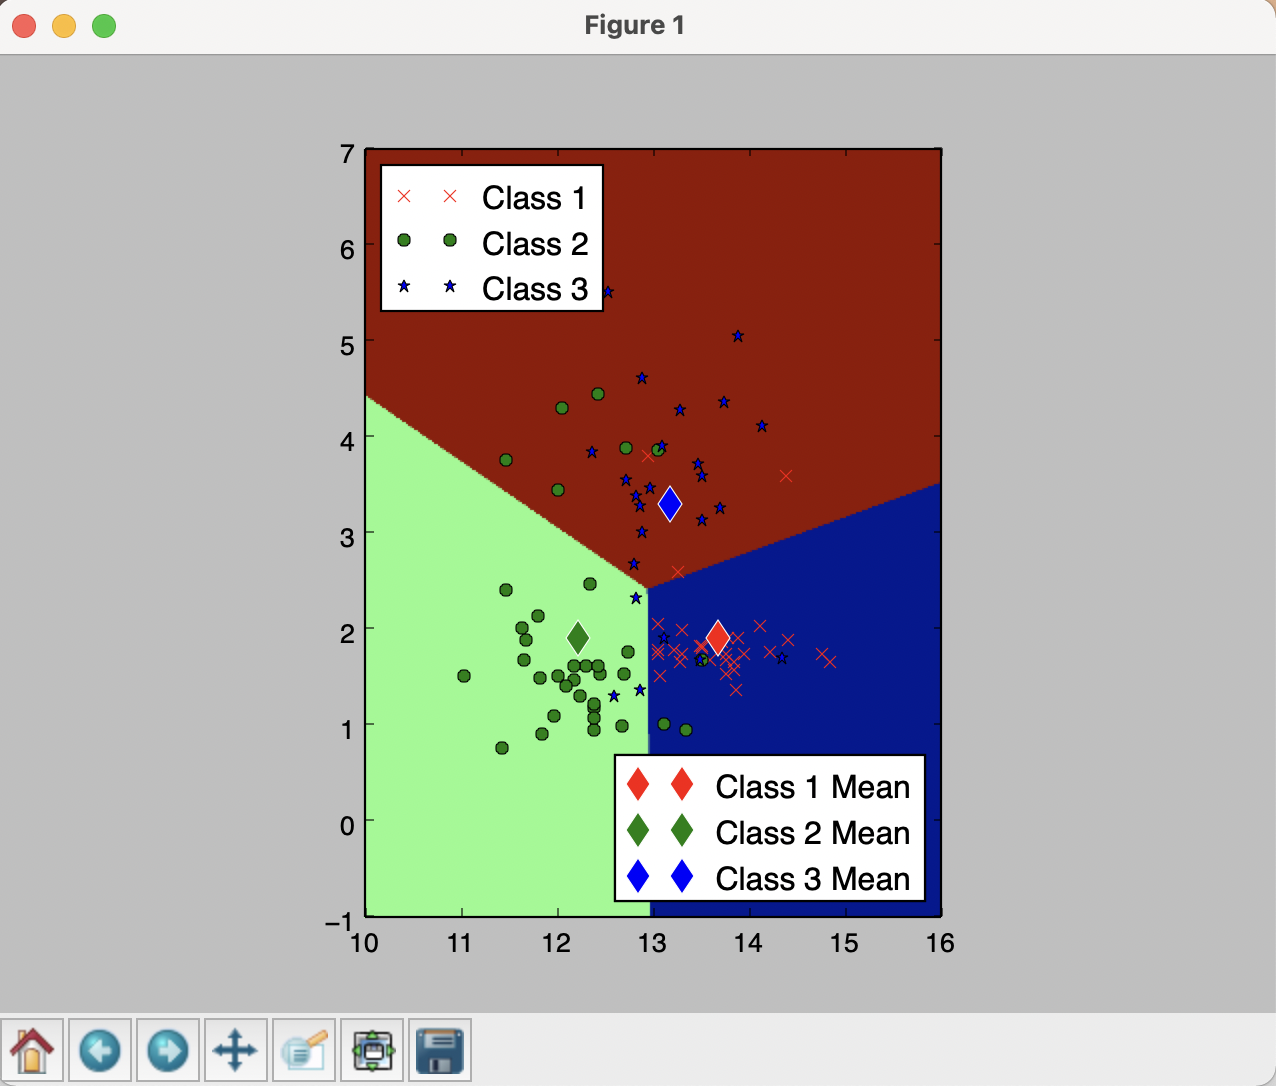 Figure 1
7
Class 1
6
Class 2
Class 3
5
4
3
2
1
Class 1 Mean
0
Class 2 Mean
Class 3 Mean
−1
10 11 12 13 14 15 16